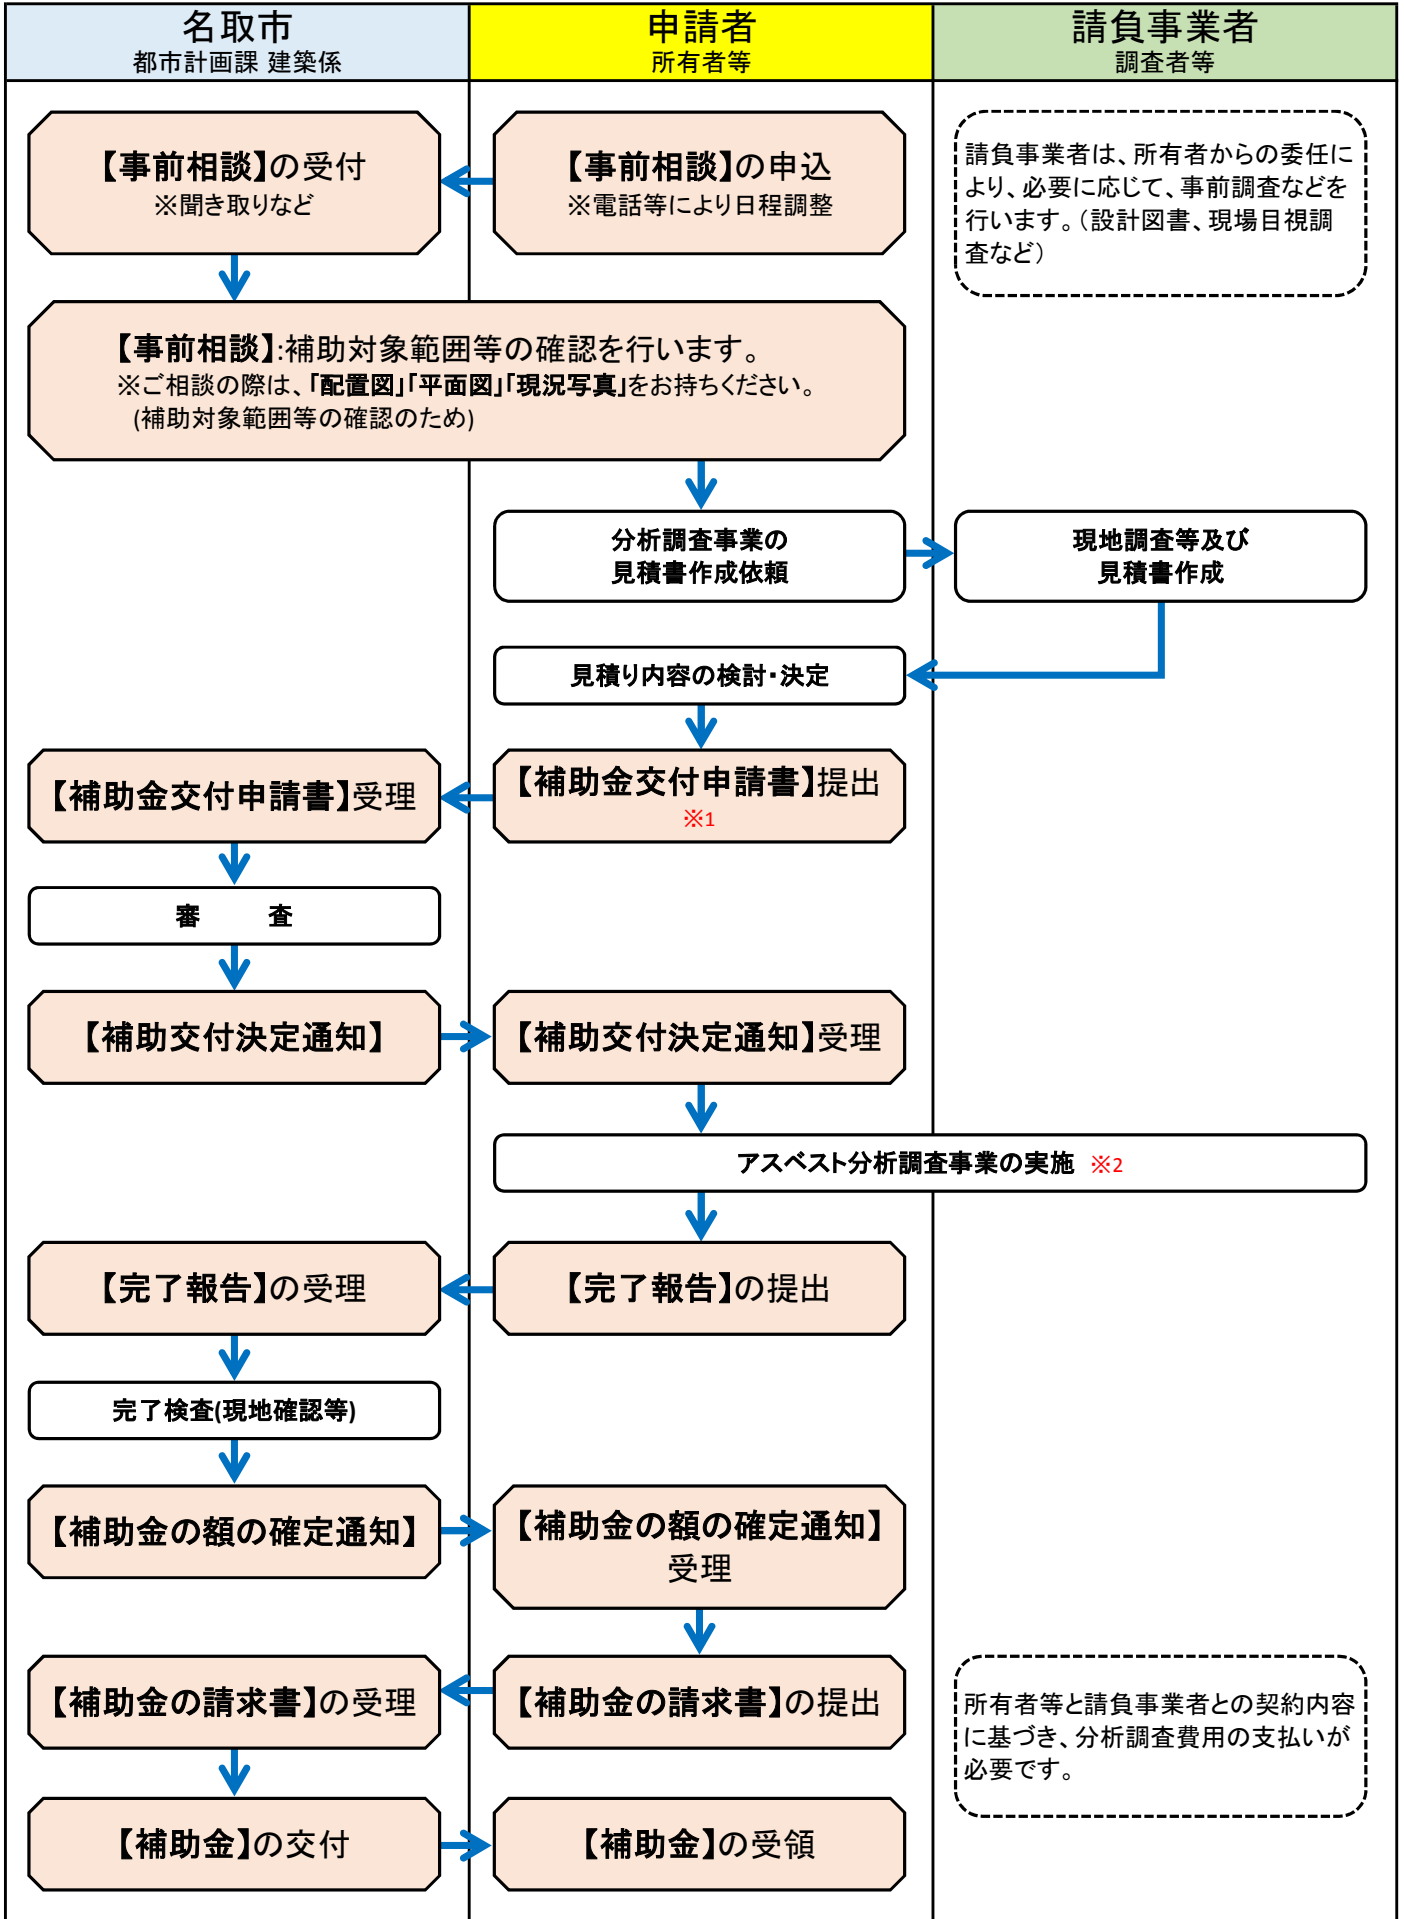 名取市
都市計画課 建築係
申請者
所有者等
請負事業者
調査者等
【事前相談】の受付
※聞き取りなど
【事前相談】の申込
※電話等により日程調整
請負事業者は、所有者からの委任に
より、必要に応じて、事前調査などを
行います。（設計図書、現場目視調
査など）
【事前相談】:補助対象範囲等の確認を行います。
※ご相談の際は、「配置図」「平面図」「現況写真」をお持ちください。
(補助対象範囲等の確認のため)
分析調査事業の
見積書作成依頼
現地調査等及び
見積書作成
見積り内容の検討・決定
【補助金交付申請書】受理
【補助金交付申請書】提出
※1
審　　査
【補助交付決定通知】
【補助交付決定通知】受理
アスベスト分析調査事業の実施 ※2
【完了報告】の受理
【完了報告】の提出
完了検査(現地確認等)
【補助金の額の確定通知】
【補助金の額の確定通知】
受理
【補助金の請求書】の受理
【補助金の請求書】の提出
所有者等と請負事業者との契約内容
に基づき、分析調査費用の支払いが
必要です。
【補助金】の交付
【補助金】の受領